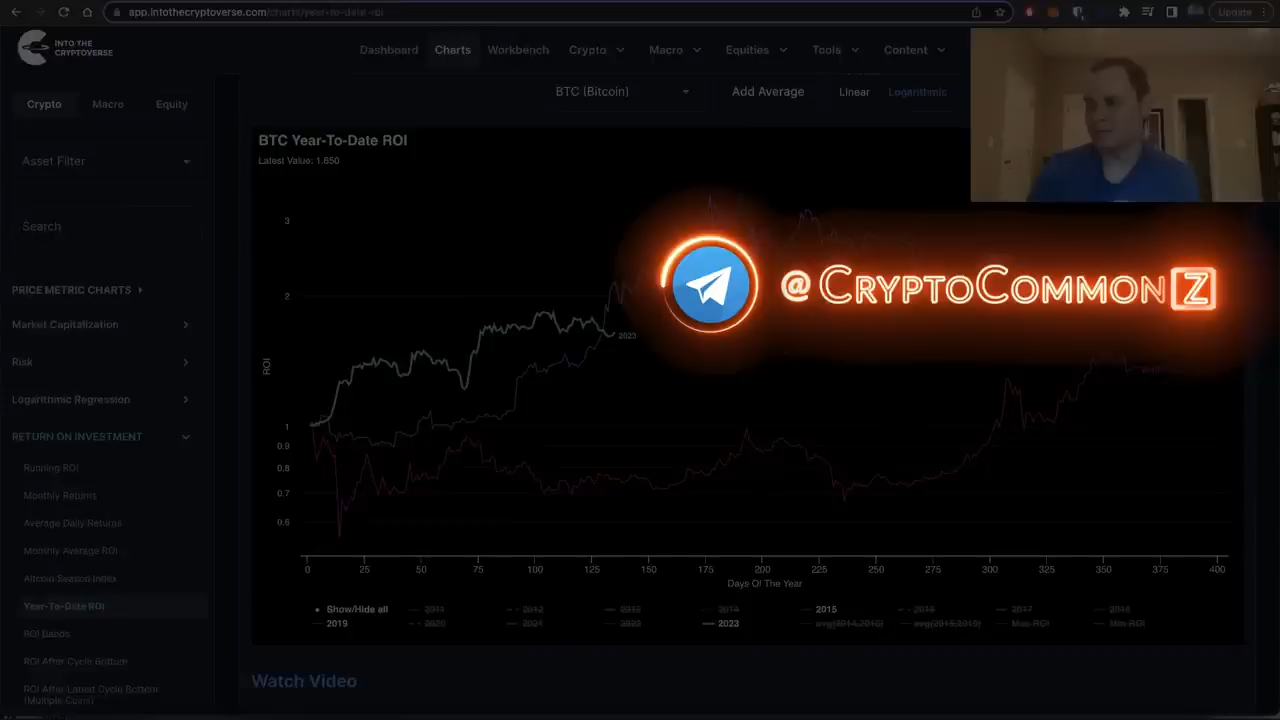 app.intothecryptoverse.com/charts/year-to-date-roi
Update
INTO THE
CRYPTOVERSE
Dashboard
Charts
Workbench
Crypto
Macro
Equities
Tools
Content
Crypto
Macro
Equity
BTC (Bitcoin)
Add Average
Linear
Logarithmic
Asset Filter
Search
PRICE METRIC CHARTS
Market Capitalization
Risk
Logarithmic Regression
RETURN ON INVESTMENT
Running ROI
Monthly Returns
Average Daily Returns
Monthly Average ROI
Altcoin Season Index
Year-To-Date ROI
ROI Bands
ROI After Cycle Bottom
ROI After Latest Cycle Bottom
(Multiple Coins)
BTC Year-To-Date ROI
Latest Value: 1.650
@CRYPTOCOMMONZ
2023
ROI
3
2
1
0.9
0.8
0.7
0.6
0 25 50 75 100 125 150 175 200 225 250 275 300 325 350 375 400
Days Of The Year
Show/Hide all 2011 2012 2013 2014 2015 2016 2017 2018
2019 2020 2021 2022 2023 avg(2014,2018) avg(2015,2019) Max ROI Min ROI
Watch Video